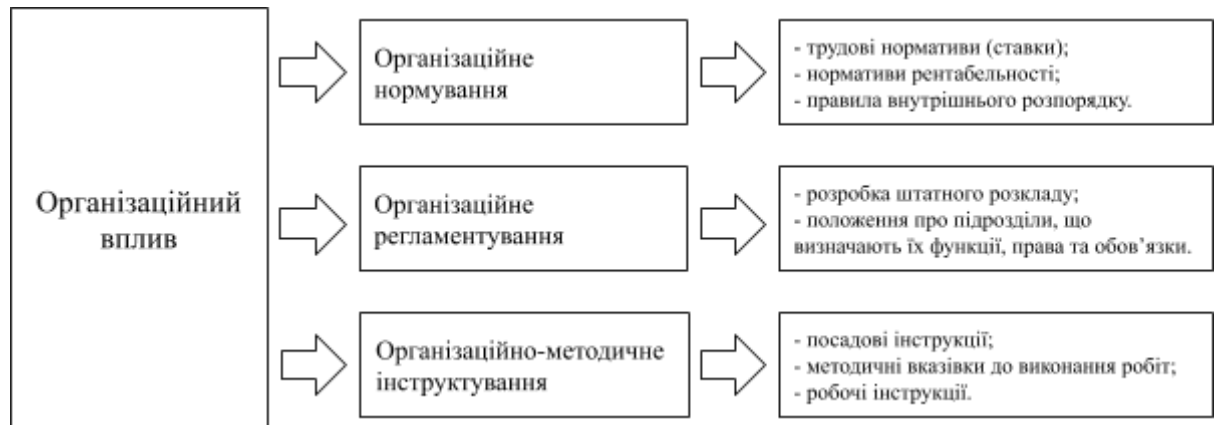 Організаційний
вплив
Організаційне
нормування
- трудові нормативи (ставки);
- нормативи рентабельності;
- правила внутрішнього розпорядку.
Організаційне
регламентування
- розробка штатного розкладу;
- положення про підрозділи, що
визначають їх функції, права та обов’язки.
Організаційно-методичне
інструктування
- посадові інструкції;
- методичні вказівки до виконання робіт;
- робочі інструкції.